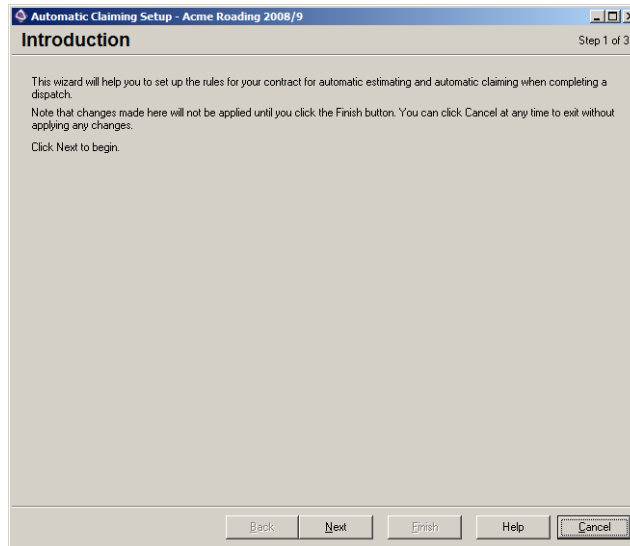 Automatic Claiming Setup - Acme Roading 2008/9
Introduction
Step 1 of 3
This wizard will help you to set up the rules for your contract for automatic estimating and automatic claiming when completing a
dispatch.
Note that changes made here will not be applied until you click the Finish button. You can click Cancel at any time to exit without
applying any changes.
Click Next to begin.
Back Next Finish Help Cancel